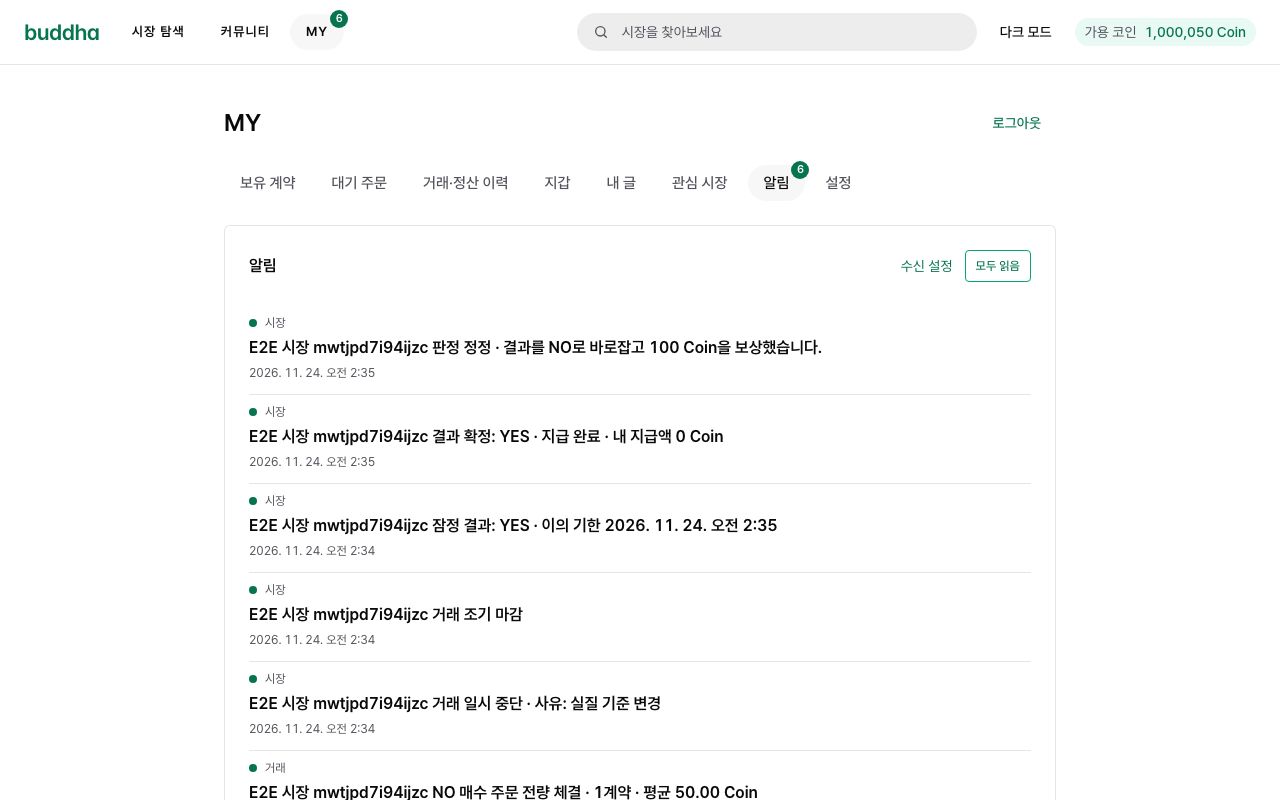 buddha
시장 탐색
커뮤니티
MY
6
시장을 찾아보세요
다크 모드
가용 코인 1,000,050 Coin
MY
로그아웃
보유 계약
대기 주문
거래·정산 이력
지갑
내 글
관심 시장
알림
6
설정
알림
수신 설정
모두 읽음
시장
E2E 시장 mwtjpd7i94ijzc 판정 정정 · 결과를 NO로 바로잡고 100 Coin을 보상했습니다.
2026. 11. 24. 오전 2:35
시장
E2E 시장 mwtjpd7i94ijzc 결과 확정: YES · 지급 완료 · 내 지급액 0 Coin
2026. 11. 24. 오전 2:35
시장
E2E 시장 mwtjpd7i94ijzc 잠정 결과: YES · 이의 기한 2026. 11. 24. 오전 2:35
2026. 11. 24. 오전 2:34
시장
E2E 시장 mwtjpd7i94ijzc 거래 조기 마감
2026. 11. 24. 오전 2:34
시장
E2E 시장 mwtjpd7i94ijzc 거래 일시 중단 · 사유: 실질 기준 변경
2026. 11. 24. 오전 2:34
거래
E2E 시장 mwtjpd7i94ijzc NO 매수 주문 전량 체결 · 1계약 · 평균 50.00 Coin